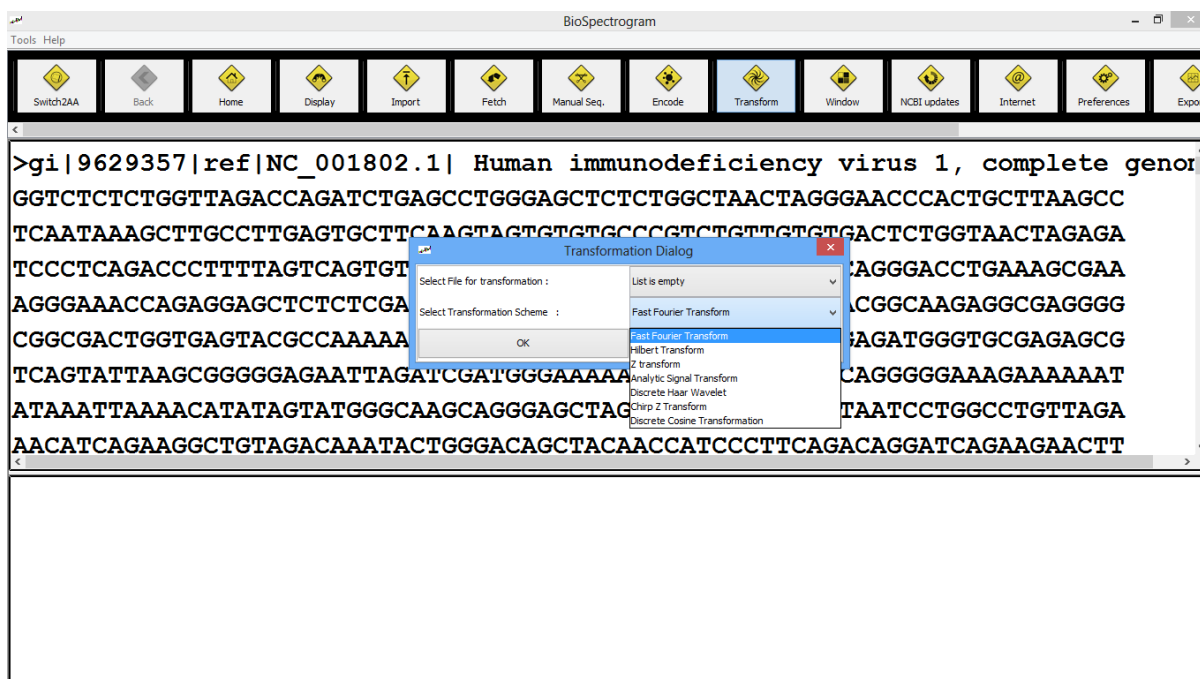 BioSpectrogram
Tools Help
Switch2AA Back Home Display Import Fetch Manual Seq. Encode Transform Window NCBI updates Internet Preferences
>gi|9629357|ref|NC_001802.1| Human immunodeficiency virus 1, complete
GGTCTCTCTGGTTAGACCAGATCTGAGCCTGGGAGCTCTCTGGCTAACTAGGGAACCCACTGCTTAAGCC
TCAATAAAGCTTGCCTTGAGTGCTTCAAGTAGTGTGTGCCCGTCTGTTGTGTGACTCTGGTAACTAGAGA
TCCCTCAGACCCTTTTAGTCAGTGT CAGGGACCTGAAAGCGAA
AGGGAAACCAGAGGAGCTCTCTCGA ACGGCAAGAGGCGAGGGG
CGGCGACTGGTGAGTACGCCAAAAA GAGATGGGTGCGAGAGCG
TCAGTATTAAGCGGGGGAGAATTAGATCGATGGGAAAAA CAGGGGGAAAGAAAAAAT
ATAAATTAAAACATATAGTATGGGCAAGCAGGGAGCTAG TAATCCTGGCCTGTTAGA
AACATCAGAAGGCTGTAGACAAATACTGGGACAGCTACAACCATCCCTTCAGACAGGATCAGAAGAACTT
Transformation Dialog
Select File for transformation :
List is empty
Select Transformation Scheme :
Fast Fourier Transform
OK
Fast Fourier Transform
Hilbert Transform
Z transform
Analytic Signal Transform
Discrete Haar Wavelet
Chirp Z Transform
Discrete Cosine Transformation